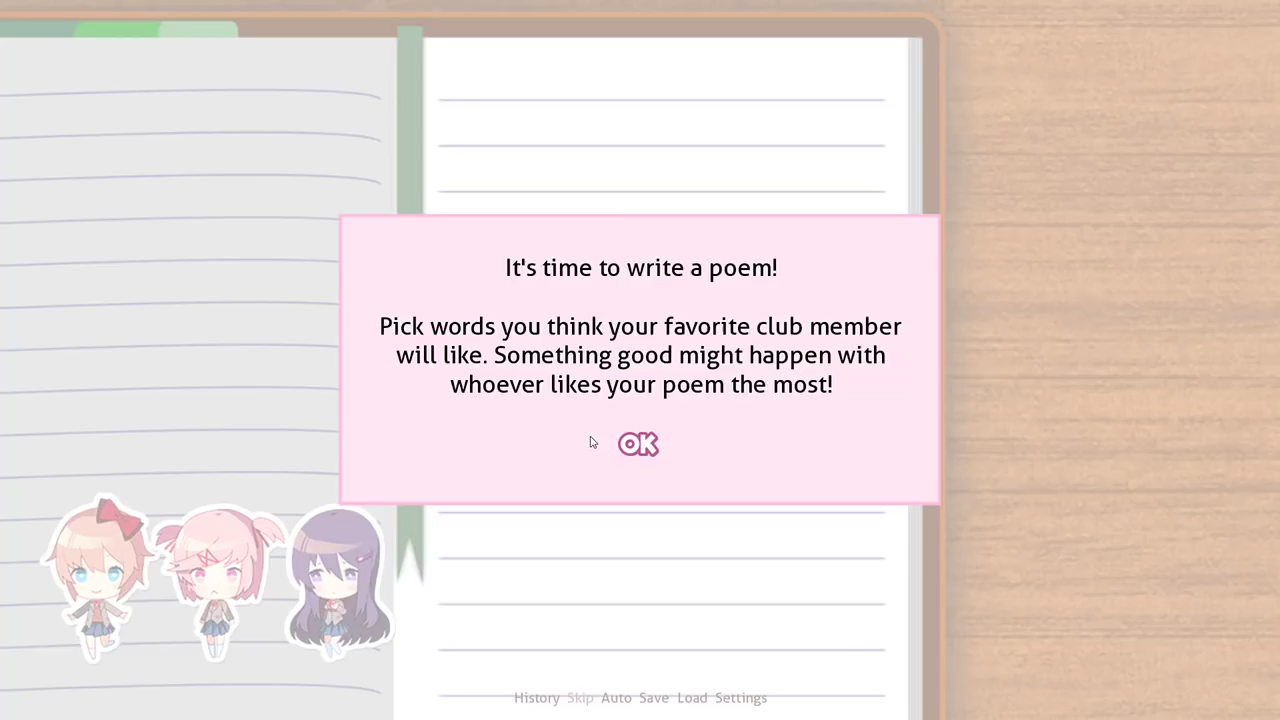 It's time to write a poem!
Pick words you think your favorite club member
will like. Something good might happen with
whoever likes your poem the most!
OK
History Skip Auto Save Load Settings